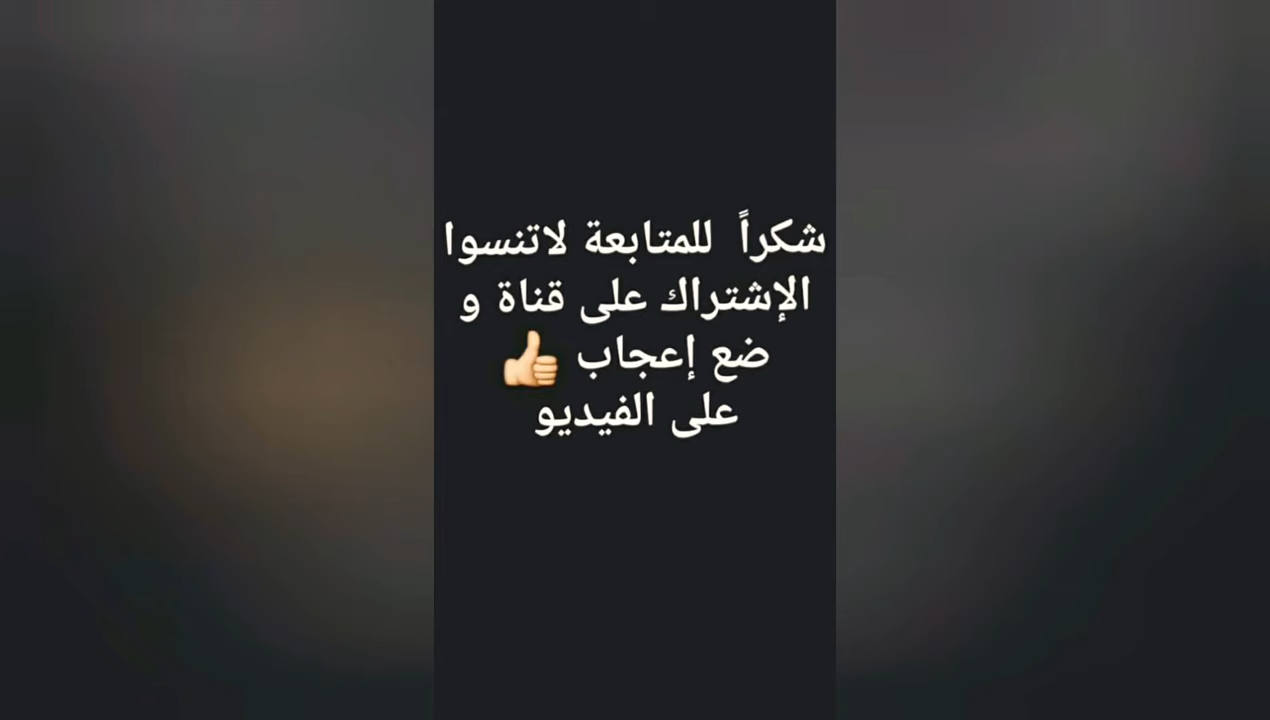 شكراً  للمتابعة لاتنسوا
الإشتراك على قناة و
ضع إعجاب 👍🏼
على الفيديو